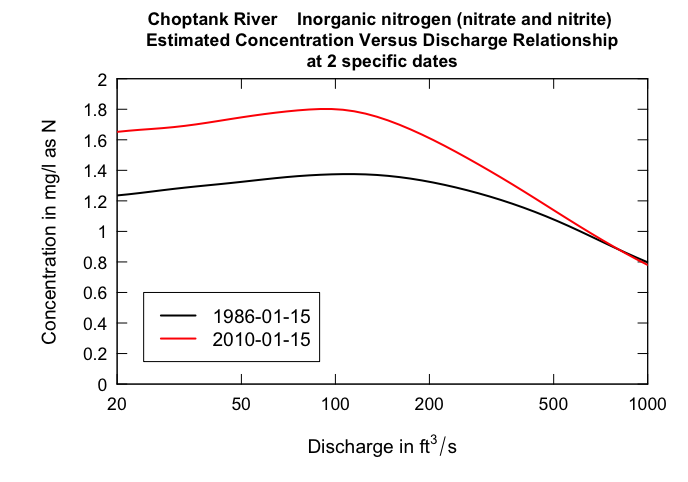 Choptank River    Inorganic nitrogen (nitrate and nitrite)
Estimated Concentration Versus Discharge Relationship
at 2 specific dates
Concentration in mg/l as N
2
1.8
1.6
1.4
1.2
1
0.8
0.6
0.4
0.2
0
1986-01-15
2010-01-15
20 50 100 200 500 1000
Discharge in ft³/s